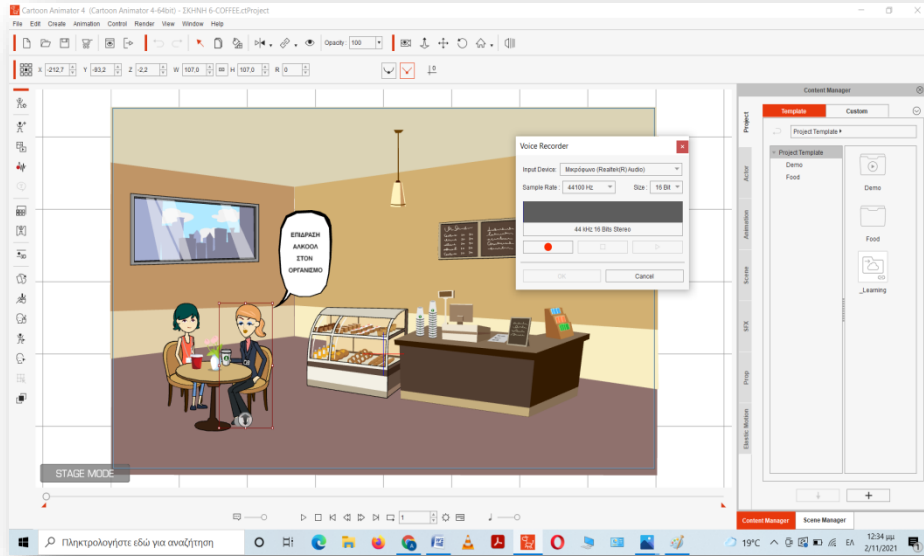 Cartoon Animator 4 (Cartoon Animator 4-64bit) - ΣΚΗΝΗ 6-COFFEE.ctProject
File Edit Create Animation Control Render View Window Help
Opacity: 100
X -212,7 Y -93,2 Z -2,2 W 107,0 H 107,0 R 0
Content Manager
Template Custom
Project Template
Project Template
Demo
Food
Demo
Food
_Learning
Project
Actor
Animation
Scene
SFX
Prop
Elastic Motion
Voice Recorder
Input Device: Μικρόφωνο (Realtek(R) Audio)
Sample Rate : 44100 Hz Size : 16 Bit
44 kHz 16 Bits Stereo
OK Cancel
ΕΠΙΔΡΑΣΗ
ΑΛΚΟΟΛ
ΣΤΟΝ
ΟΡΓΑΝΙΣΜΟ
STAGE MODE
1
Content Manager Scene Manager
Πληκτρολογήστε εδώ για αναζήτηση
19°C ΕΛ 12:34 μμ
2/11/2021